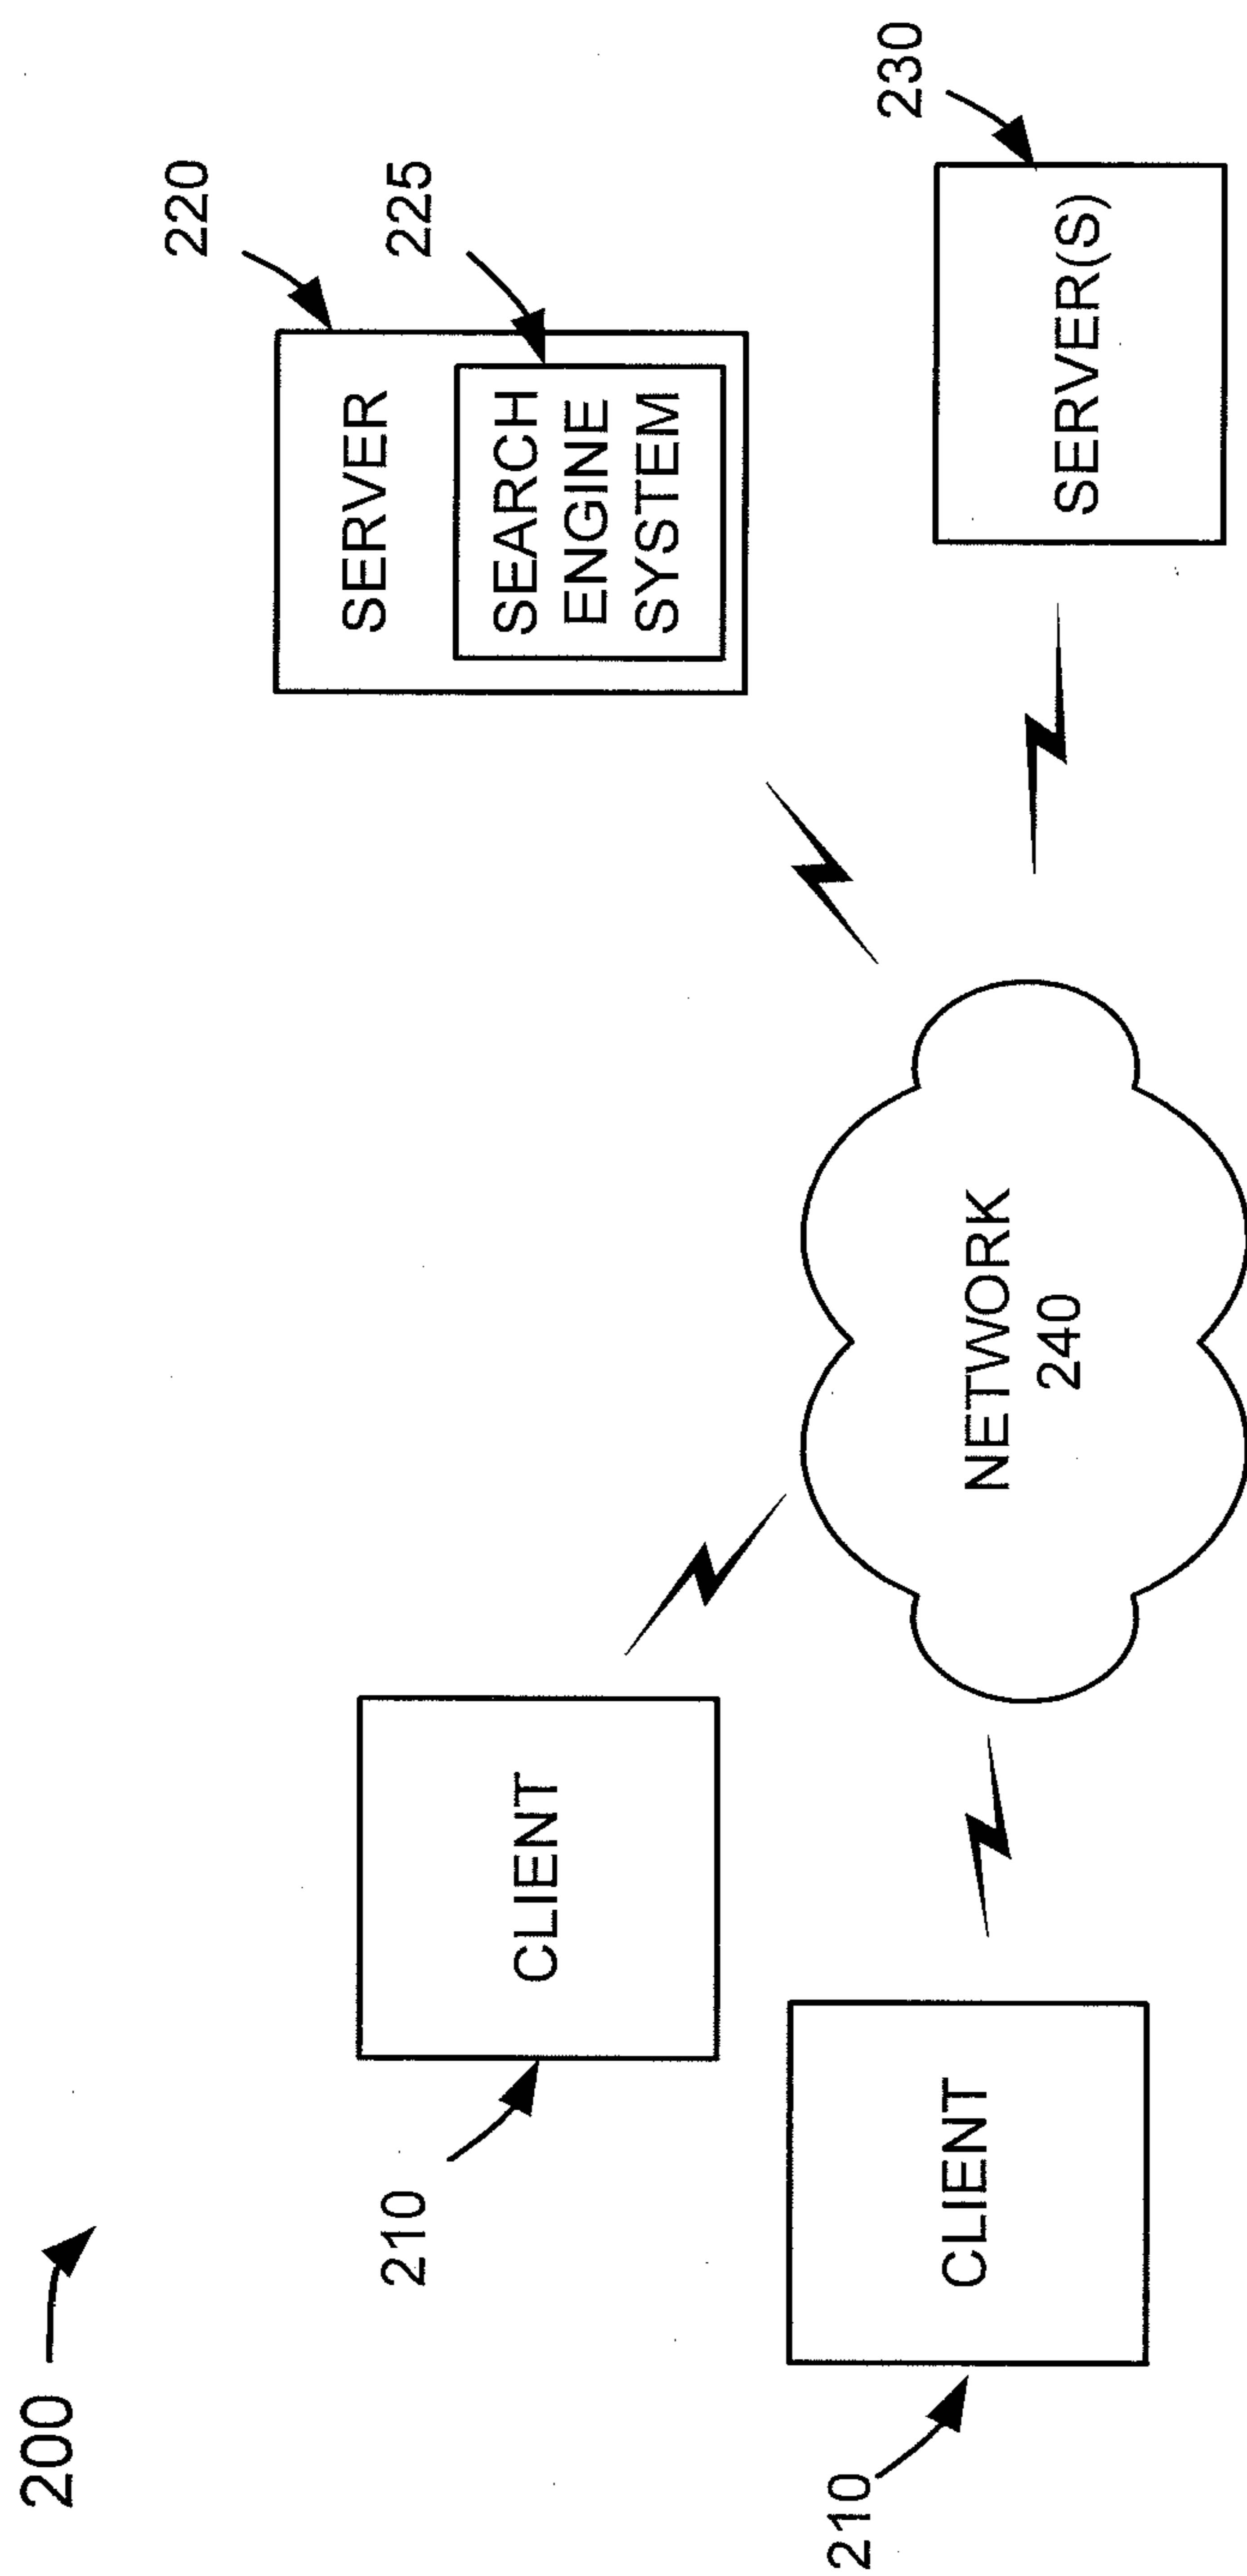 200
220
225
SERVER
SEARCH
ENGINE
SYSTEM
210
CLIENT
230
SERVER(S)
NETWORK
240
210
CLIENT